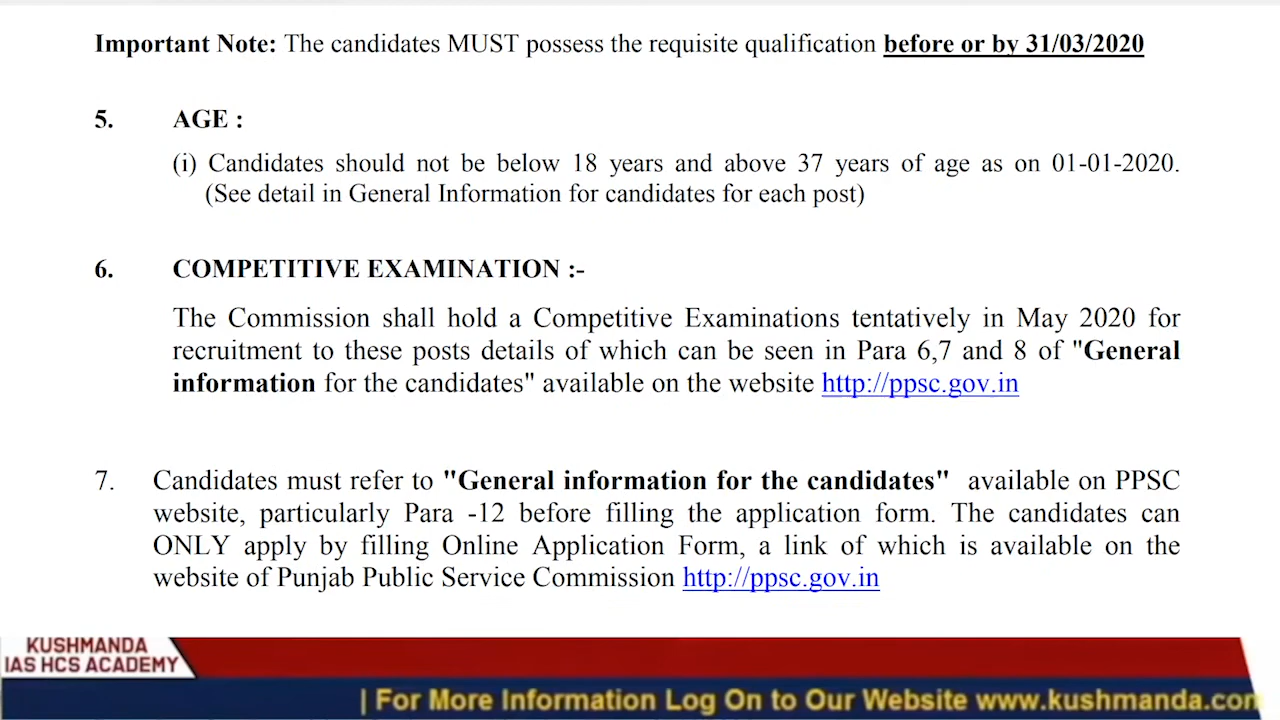 Important Note: The candidates MUST possess the requisite qualification before or by 31/03/2020
5. AGE :
(i) Candidates should not be below 18 years and above 37 years of age as on 01-01-2020.
(See detail in General Information for candidates for each post)
6. COMPETITIVE EXAMINATION :-
The Commission shall hold a Competitive Examinations tentatively in May 2020 for
recruitment to these posts details of which can be seen in Para 6,7 and 8 of "General
information for the candidates" available on the website http://ppsc.gov.in
7. Candidates must refer to "General information for the candidates" available on PPSC
website, particularly Para -12 before filling the application form. The candidates can
ONLY apply by filling Online Application Form, a link of which is available on the
website of Punjab Public Service Commission http://ppsc.gov.in
KUSHMANDA
IAS HCS ACADEMY
| For More Information Log On to Our Website www.kushmanda.com